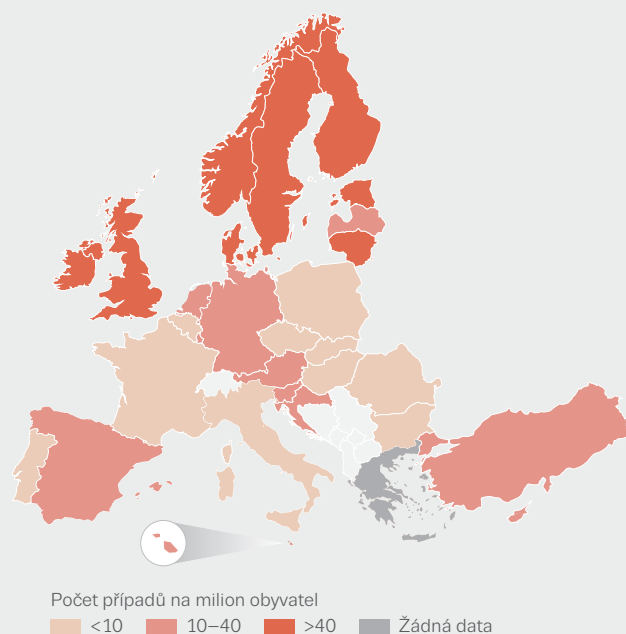 Počet případů na milion obyvatel
<10 10–40 >40 Žádná data